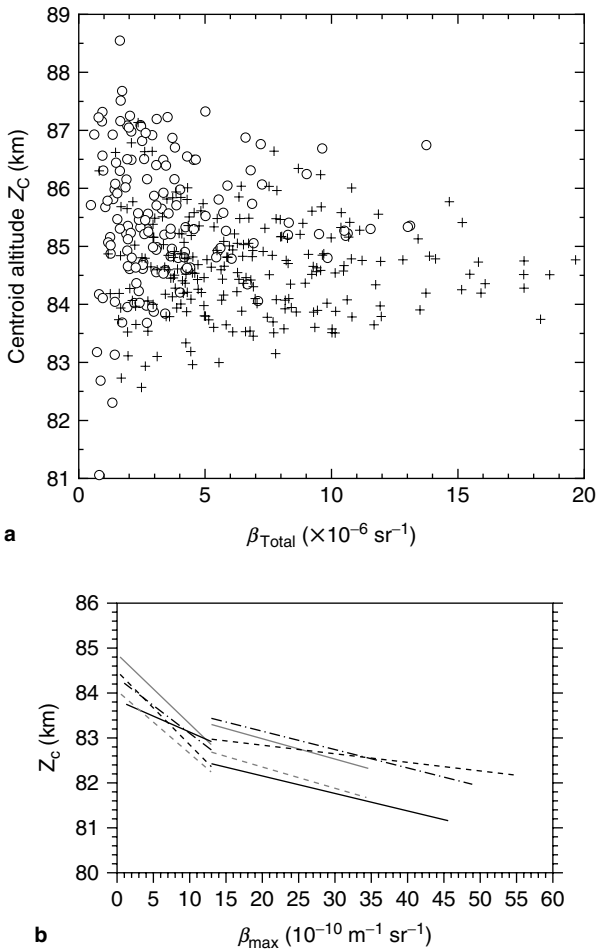 89
88
87
86
85
84
83
82
81
Centroid altitude Z_C (km)
0 5 10 15 20
a
β_Total (×10⁻⁶ sr⁻¹)
86
85
84
83
82
81
80
Z_c (km)
0 5 10 15 20 25 30 35 40 45 50 55 60
b
β_max (10⁻¹⁰ m⁻¹ sr⁻¹)